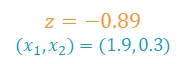 z = −0.89
(x₁,x₂) = (1.9,0.3)